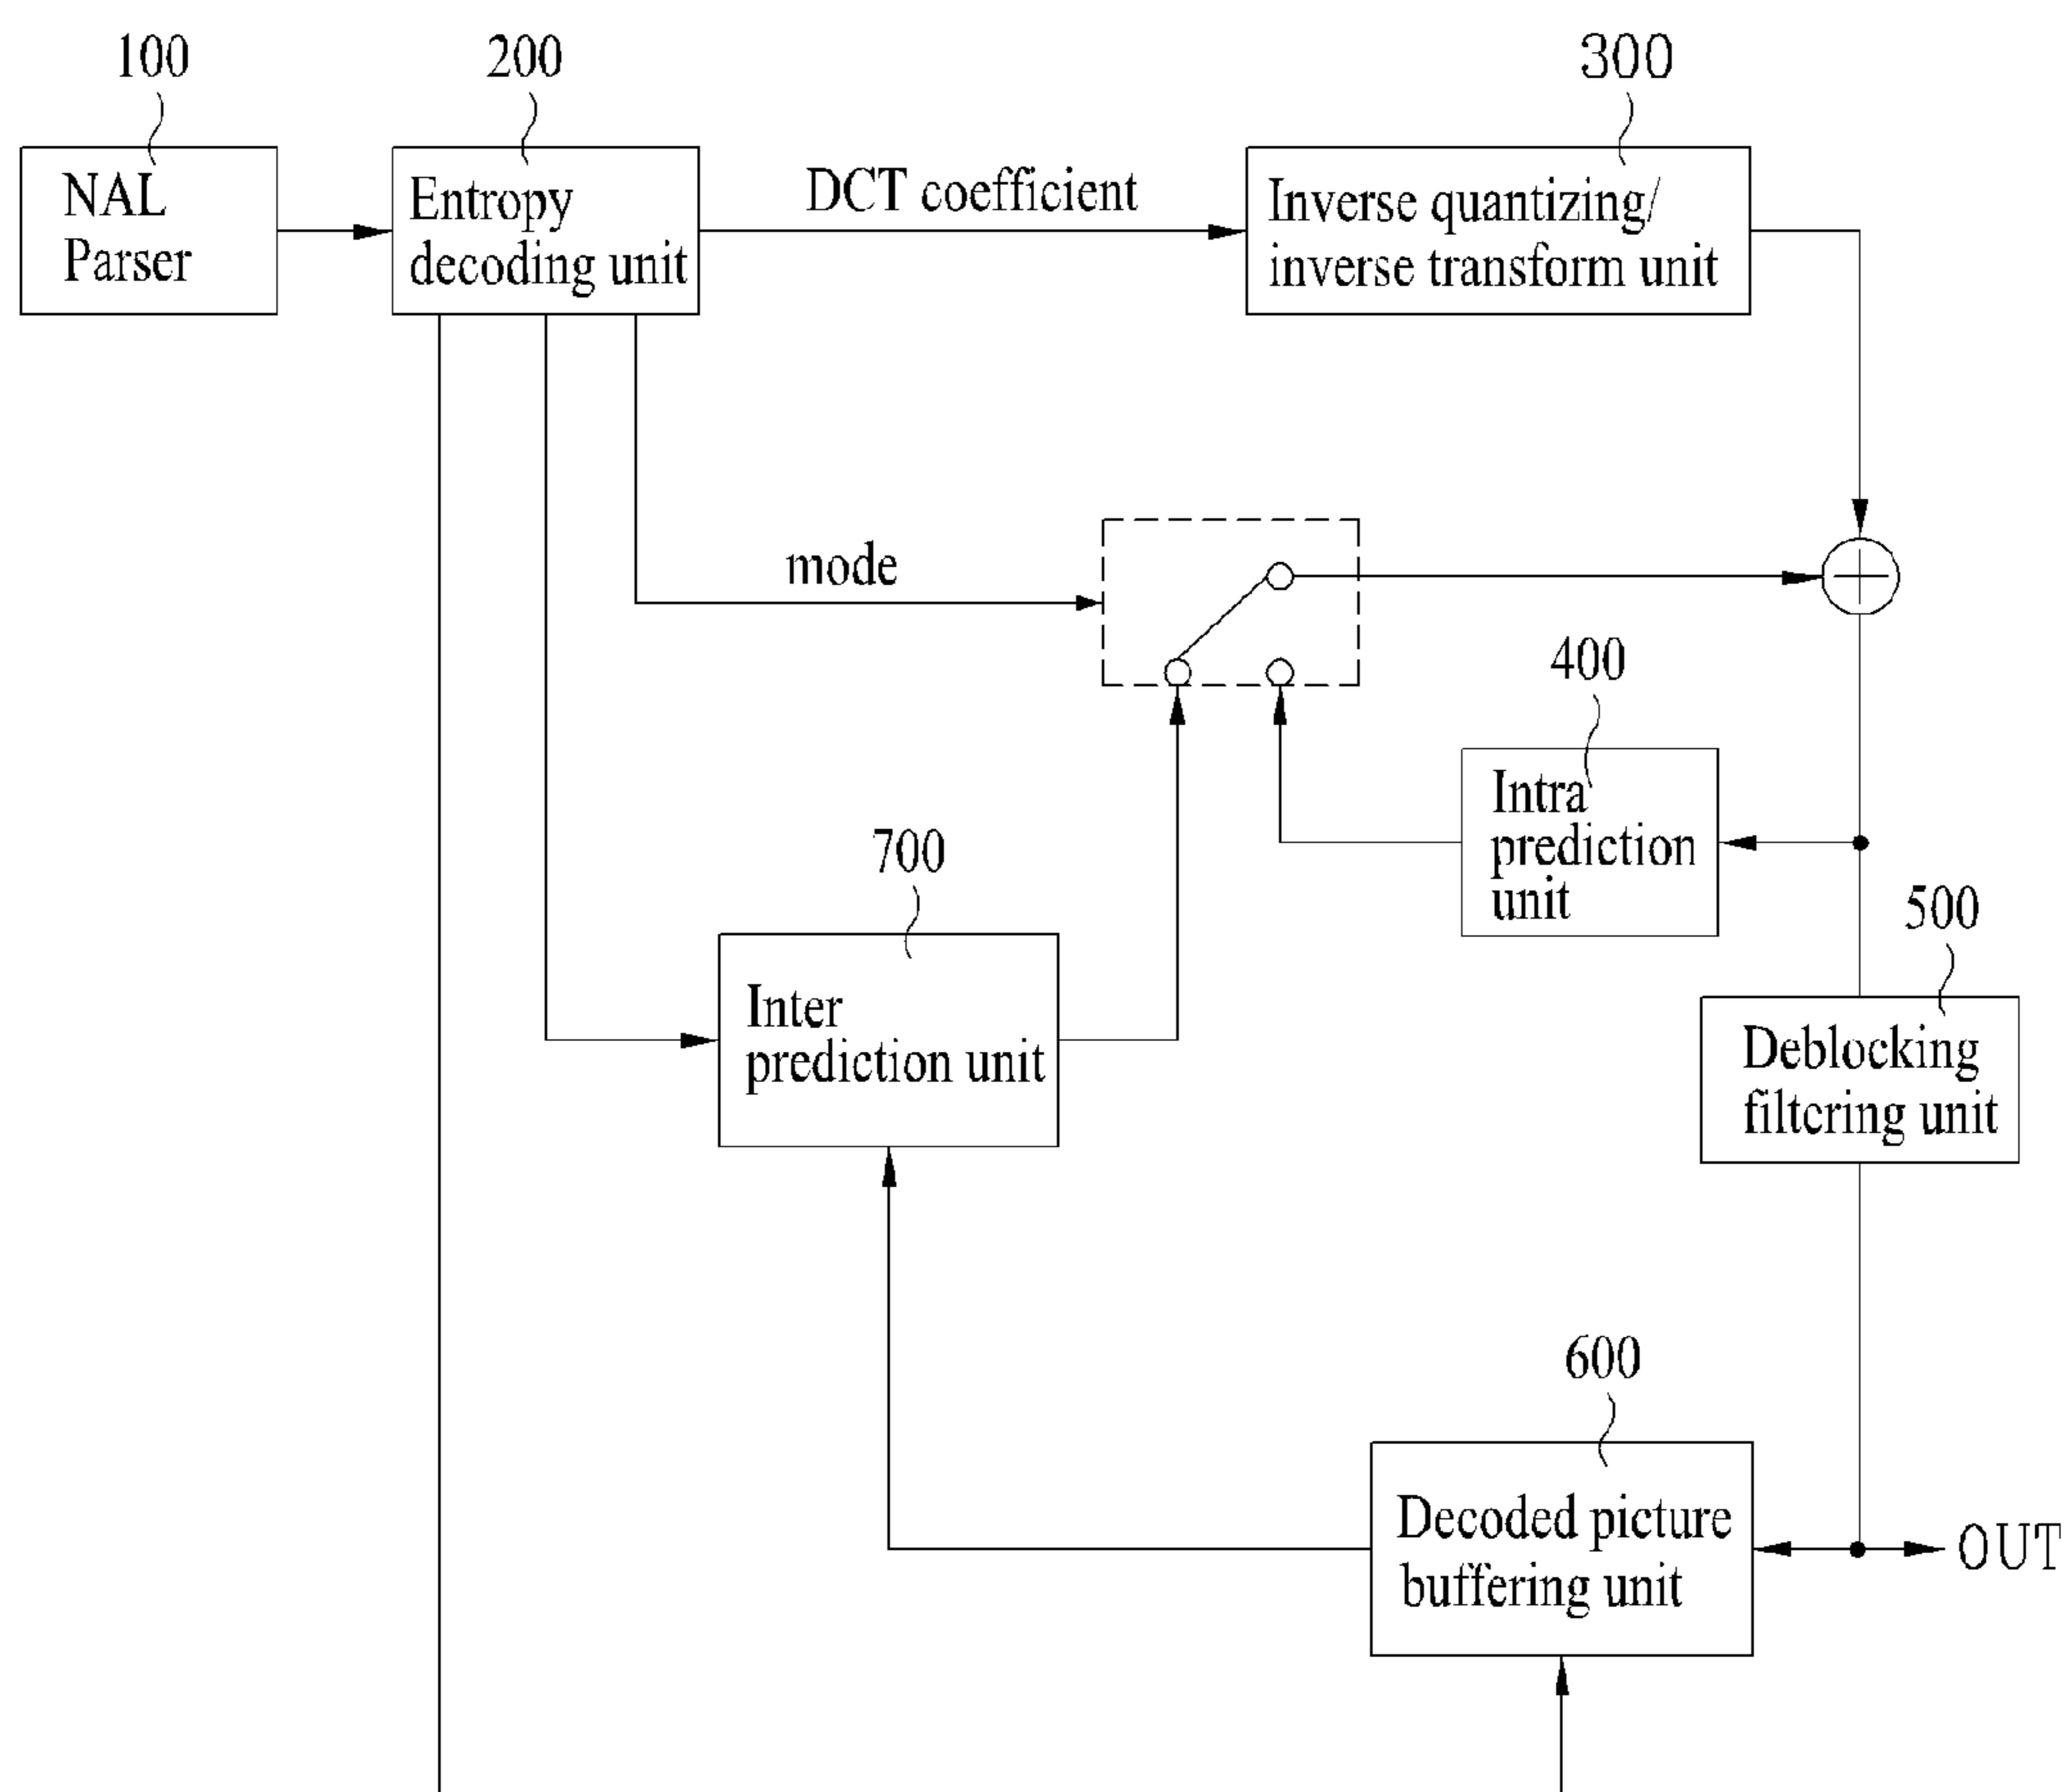 100
200
300
NAL
Parser
Entropy
decoding unit
DCT coefficient
Inverse quantizing/
inverse transform unit
mode
400
Intra
prediction
unit
700
500
Inter
prediction unit
Deblocking
filtering unit
600
Decoded picture
buffering unit
OUT